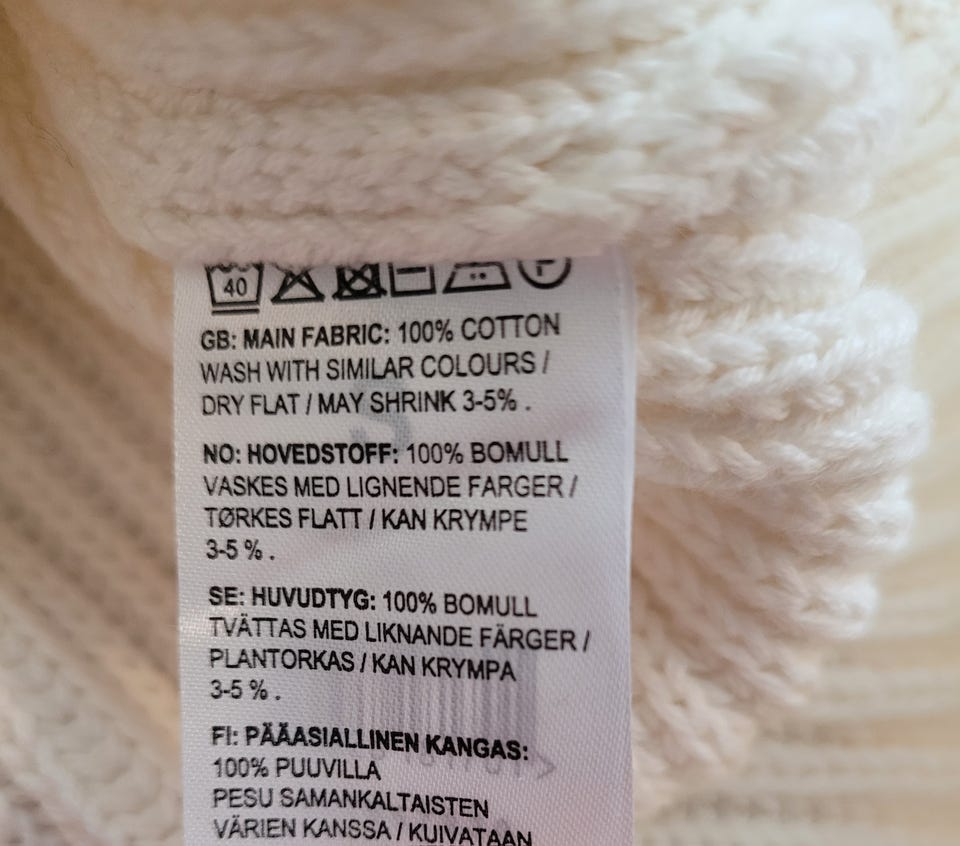 40
P
GB: MAIN FABRIC: 100% COTTON
WASH WITH SIMILAR COLOURS /
DRY FLAT / MAY SHRINK 3-5% .
NO: HOVEDSTOFF: 100% BOMULL
VASKES MED LIGNENDE FARGER /
TØRKES FLATT / KAN KRYMPE
3-5 % .
SE: HUVUDTYG: 100% BOMULL
TVÄTTAS MED LIKNANDE FÄRGER /
PLANTORKAS / KAN KRYMPA
3-5 % .
FI: PÄÄASIALLINEN KANGAS:
100% PUUVILLA
PESU SAMANKALTAISTEN
VÄRIEN KANSSA / KUIVATAAN